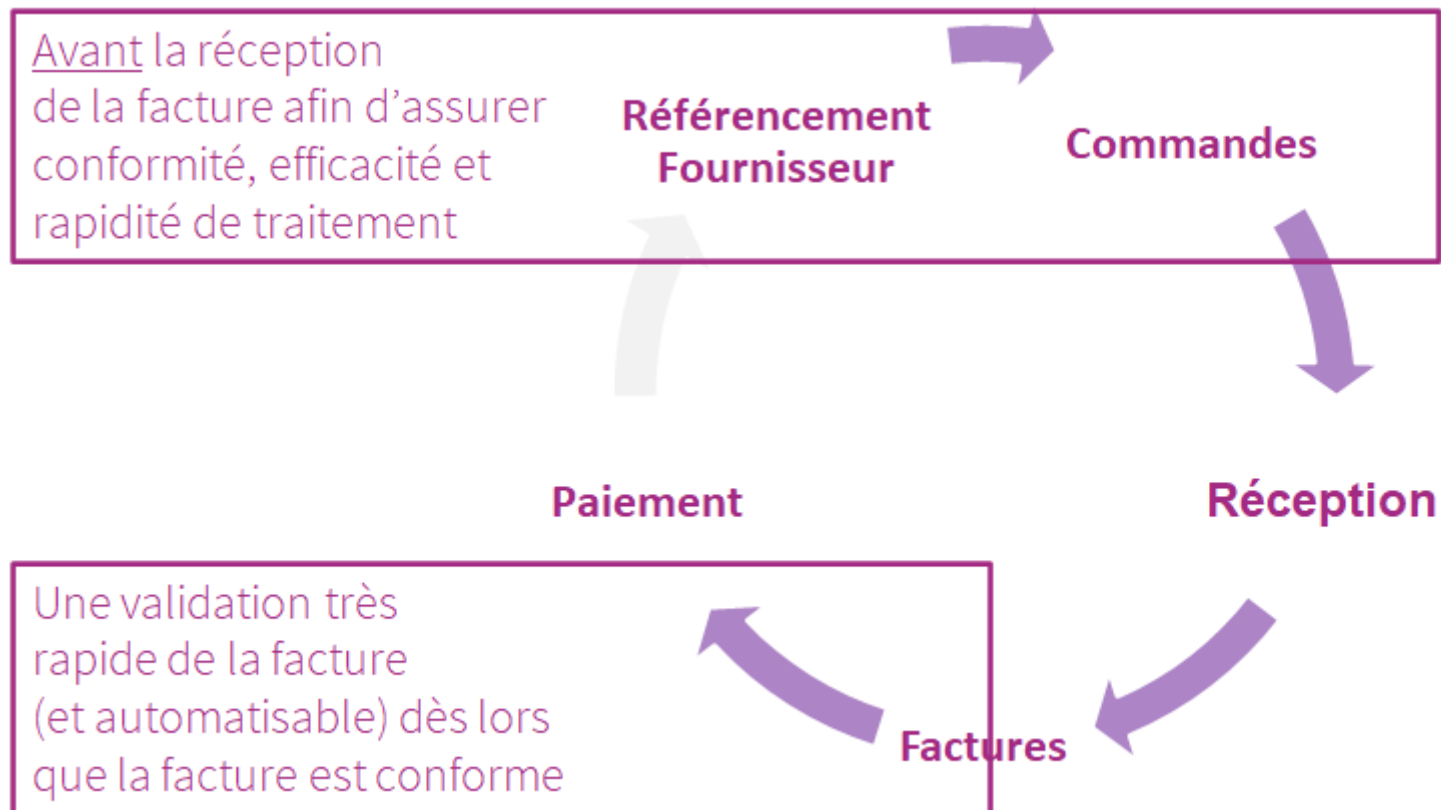 Avant la réception
de la facture afin d’assurer
conformité, efficacité et
rapidité de traitement
Référencement
Fournisseur
Commandes
Paiement
Réception
Une validation très
rapide de la facture
(et automatisable) dès lors
que la facture est conforme
Factures